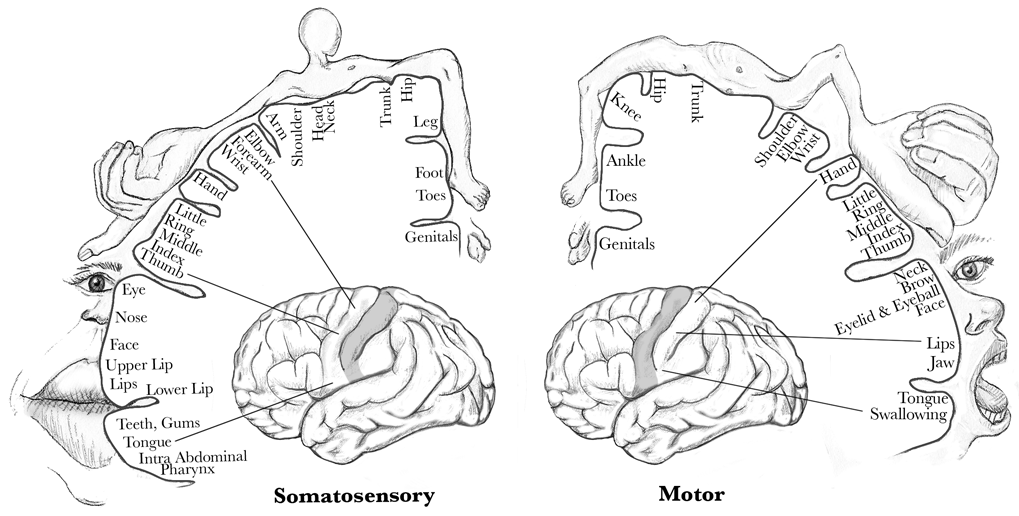 Arm
Shoulder
Head
Neck
Trunk
Hip
Leg
Foot
Toes
Genitals
Elbow
Forearm
Wrist
Hand
Little
Ring
Middle
Index
Thumb
Eye
Nose
Face
Upper Lip
Lips
Lower Lip
Teeth, Gums
Tongue
Intra Abdominal
Pharynx
Somatosensory
Knee
Hip
Trunk
Shoulder
Elbow
Wrist
Hand
Ankle
Toes
Genitals
Little
Ring
Middle
Index
Thumb
Neck
Brow
Eyelid & Eyeball
Face
Lips
Jaw
Tongue
Swallowing
Motor